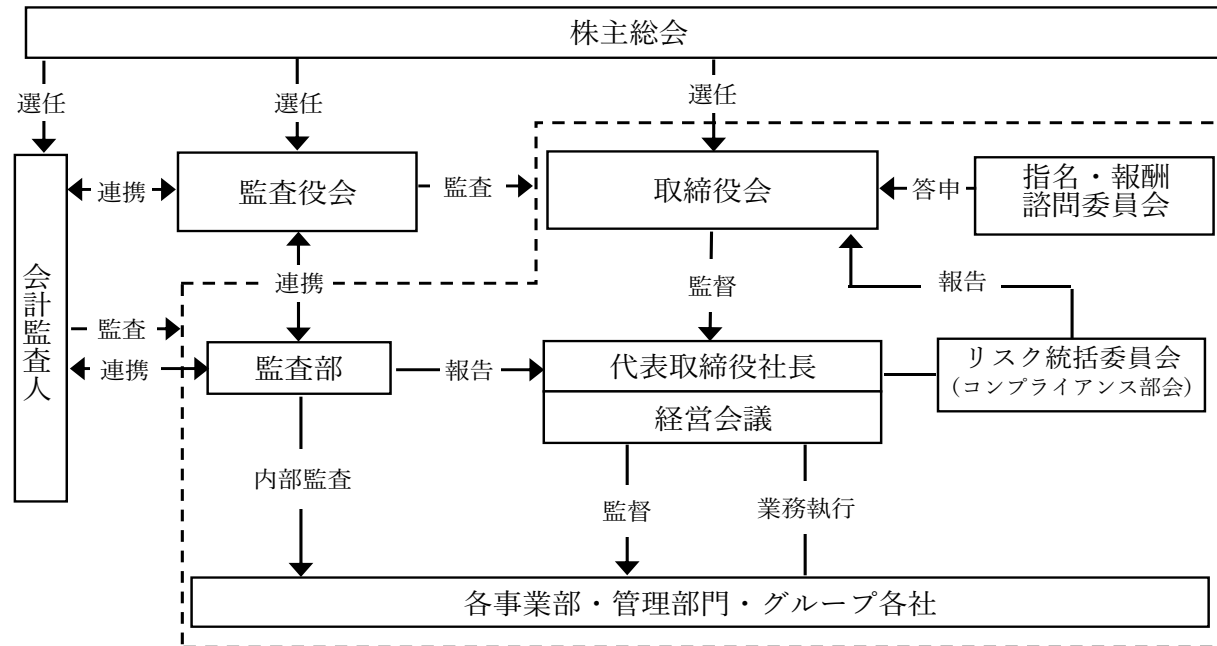 株主総会
選任
選任
選任
監査役会
連携
監査
取締役会
答申
指名・報酬
諮問委員会
会計監査人
連携
監督
報告
監査
連携
監査部
報告
代表取締役社長
経営会議
リスク統括委員会
(コンプライアンス部会)
内部監査
監督
業務執行
各事業部・管理部門・グループ各社